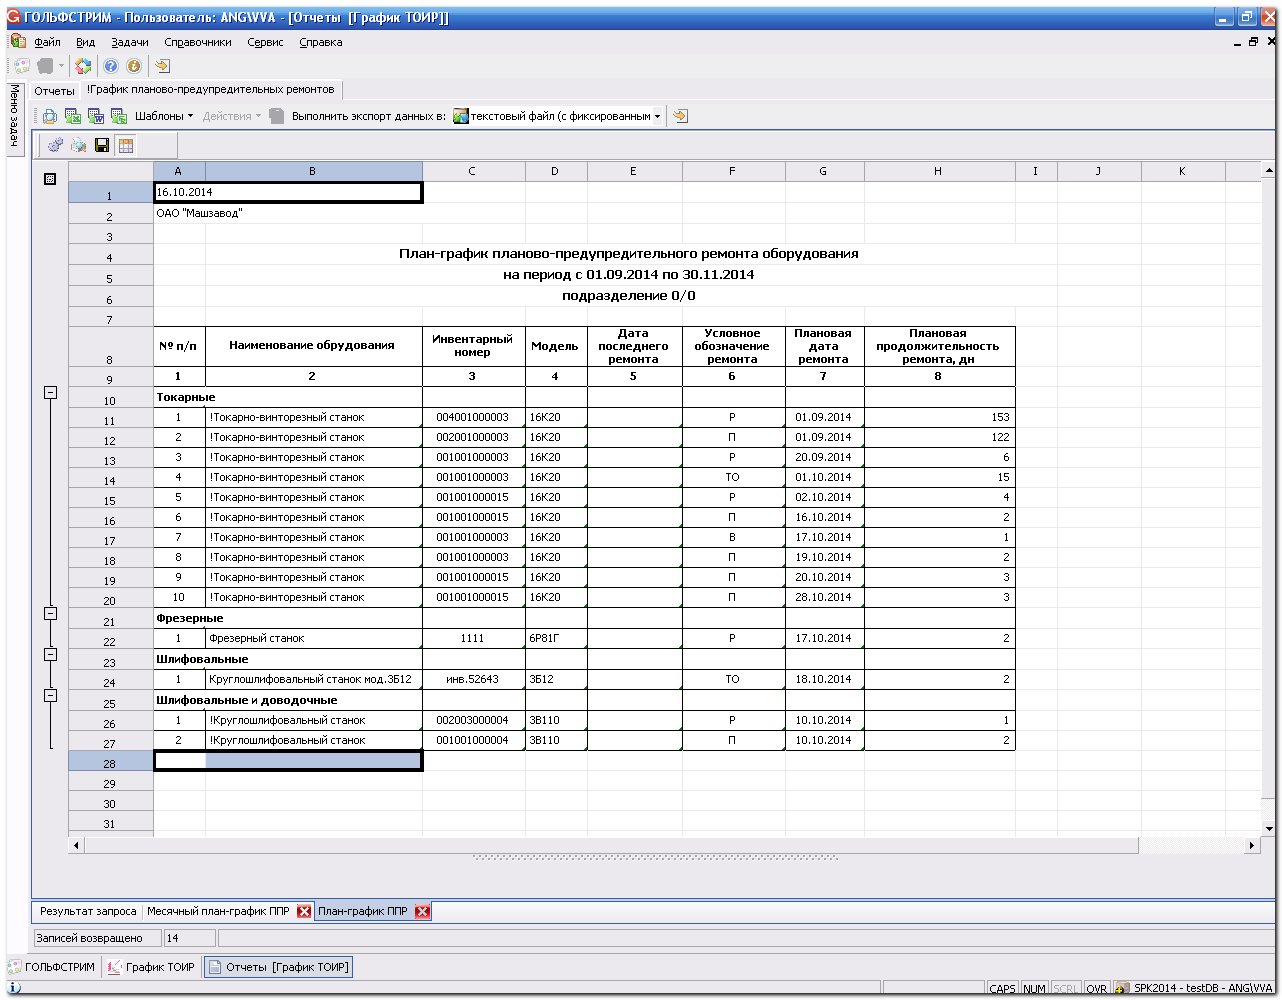 ГОЛЬФСТРИМ - Пользователь: ANGWVA - [Отчеты [График ТОИР]]
Файл Вид Задачи Справочники Сервис Справка
Меню задач
Отчеты !График планово-предупредительных ремонтов
Шаблоны Действия Выполнить экспорт данных в: текстовый файл (с фиксированным
A B C D E F G H I J K
1 16.10.2014
2 ОАО "Машзавод"
3
4 План-график планово-предупредительного ремонта оборудования
5 на период с 01.09.2014 по 30.11.2014
6 подразделение 0/0
7
8 № п/п Наименование обрудования Инвентарный номер Модель Дата последнего ремонта Условное обозначение ремонта Плановая дата ремонта Плановая продолжительность ремонта, дн
9 1 2 3 4 5 6 7 8
10 Токарные
11 1 !Токарно-винторезный станок 004001000003 16К20 Р 01.09.2014 153
12 2 !Токарно-винторезный станок 002001000003 16К20 П 01.09.2014 122
13 3 !Токарно-винторезный станок 001001000003 16К20 Р 20.09.2014 6
14 4 !Токарно-винторезный станок 001001000003 16К20 ТО 01.10.2014 15
15 5 !Токарно-винторезный станок 001001000015 16К20 Р 02.10.2014 4
16 6 !Токарно-винторезный станок 001001000015 16К20 П 16.10.2014 2
17 7 !Токарно-винторезный станок 001001000003 16К20 В 17.10.2014 1
18 8 !Токарно-винторезный станок 001001000003 16К20 П 19.10.2014 2
19 9 !Токарно-винторезный станок 001001000015 16К20 П 20.10.2014 3
20 10 !Токарно-винторезный станок 001001000015 16К20 П 28.10.2014 3
21 Фрезерные
22 1 Фрезерный станок 1111 6Р81Г Р 17.10.2014 2
23 Шлифовальные
24 1 Круглошлифовальный станок мод.3Б12 инв.52643 3Б12 ТО 18.10.2014 2
25 Шлифовальные и доводочные
26 1 !Круглошлифовальный станок 002003000004 3В110 Р 10.10.2014 1
27 2 !Круглошлифовальный станок 001001000004 3В110 П 10.10.2014 2
28
29
30
31
Результат запроса Месячный план-график ППР План-график ППР
Записей возвращено 14
ГОЛЬФСТРИМ График ТОИР Отчеты [График ТОИР]
CAPS NUM SCRL OVR SPK2014 - testDB - ANG\VVA